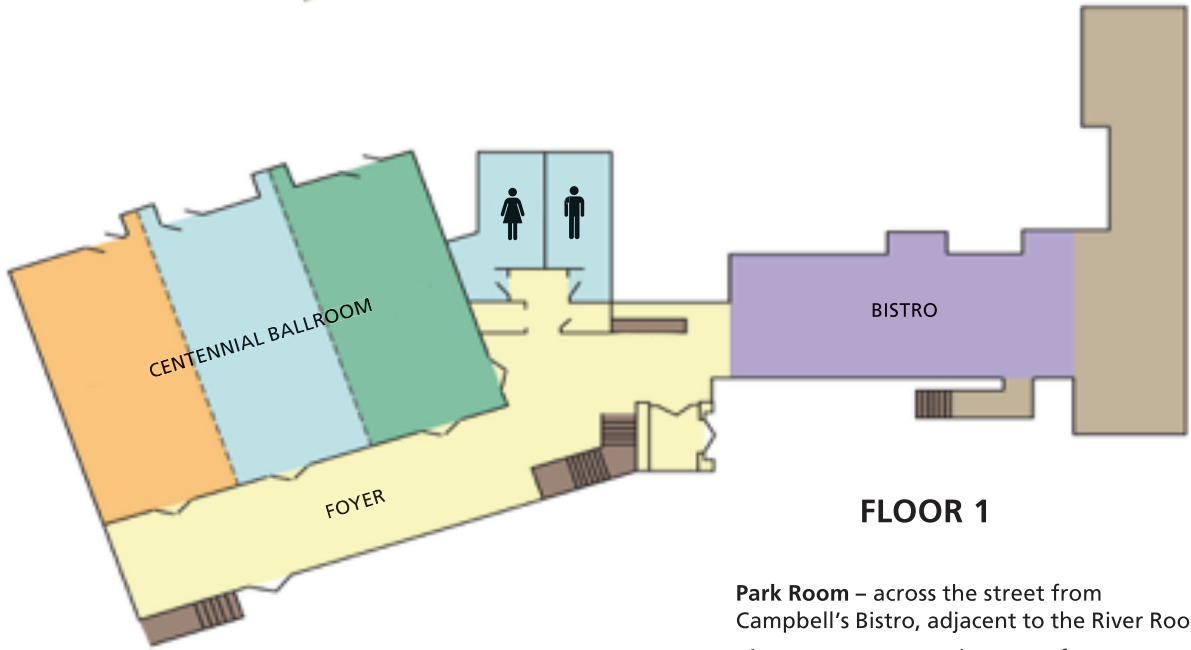 CENTENNIAL BALLROOM
BISTRO
FOYER
FLOOR 1
Park Room – across the street from
Campbell's Bistro, adjacent to the River Roo